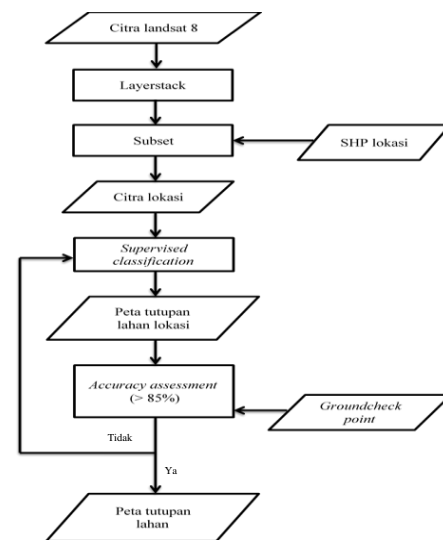 Citra landsat 8
Layerstack
Subset
SHP lokasi
Citra lokasi
Supervised
classification
Peta tutupan
lahan lokasi
Accuracy assessment
(> 85%)
Groundcheck
point
Tidak
Ya
Peta tutupan
lahan